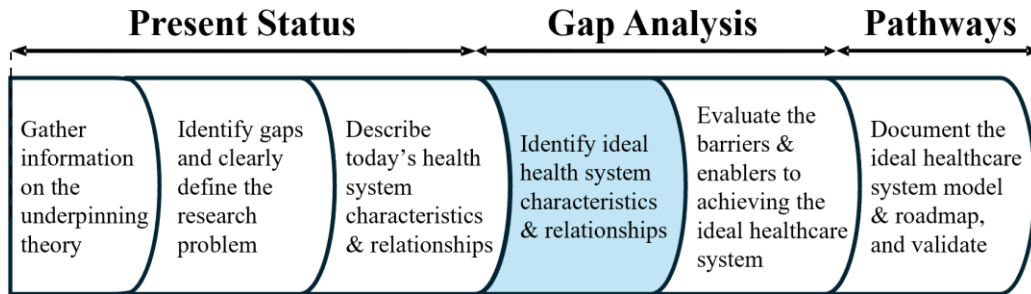 Present Status
Gap Analysis
Pathways
Gather
information
on the
underpinning
theory
Identify gaps
and clearly
define the
research
problem
Describe
today's health
system
characteristics
& relationships
Identify ideal
health system
characteristics
& relationships
Evaluate the
barriers &
enablers to
achieving the
ideal healthcare
system
Document the
ideal healthcare
system model
& roadmap,
and validate